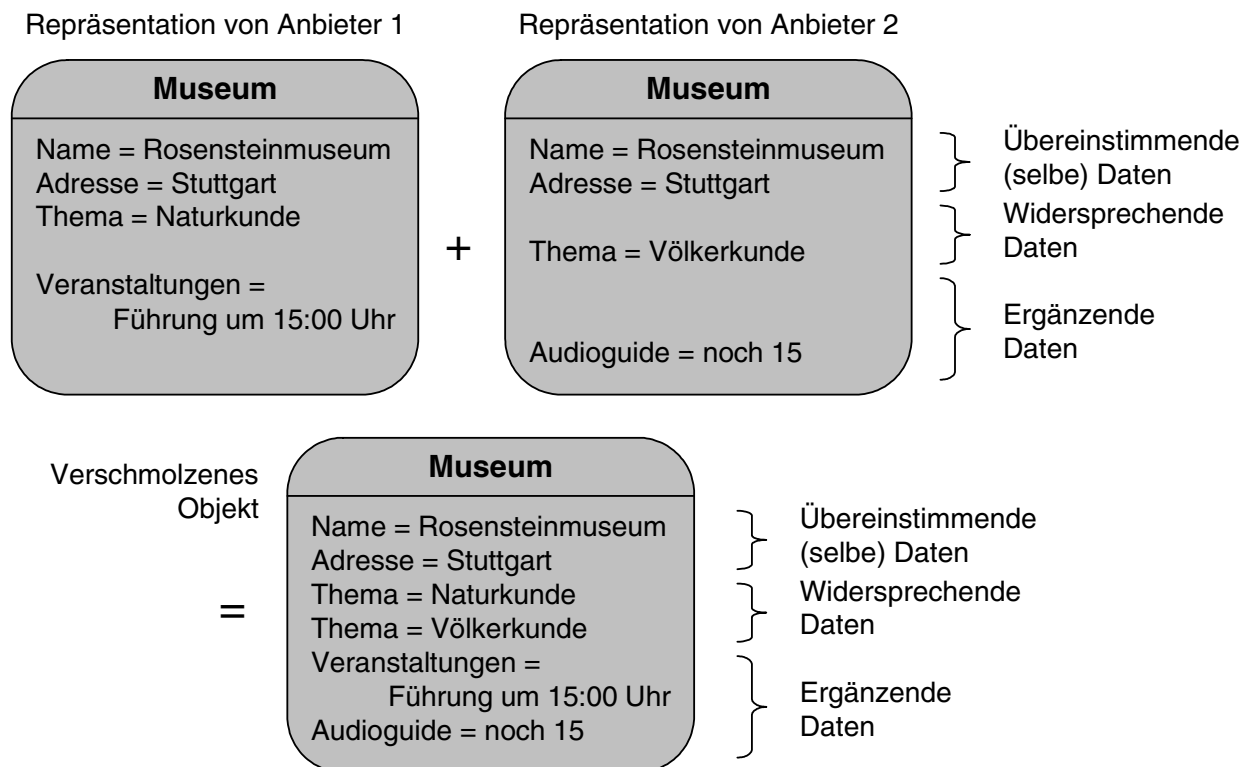 Repräsentation von Anbieter 1
Repräsentation von Anbieter 2
Museum
Name = Rosensteinmuseum
Adresse = Stuttgart
Thema = Naturkunde
Veranstaltungen =
Führung um 15:00 Uhr
+
Museum
Name = Rosensteinmuseum
Adresse = Stuttgart
Thema = Völkerkunde
Audioguide = noch 15
Übereinstimmende
(selbe) Daten
Widersprechende
Daten
Ergänzende
Daten
Verschmolzenes
Objekt
=
Museum
Name = Rosensteinmuseum
Adresse = Stuttgart
Thema = Naturkunde
Thema = Völkerkunde
Veranstaltungen =
Führung um 15:00 Uhr
Audioguide = noch 15
Übereinstimmende
(selbe) Daten
Widersprechende
Daten
Ergänzende
Daten